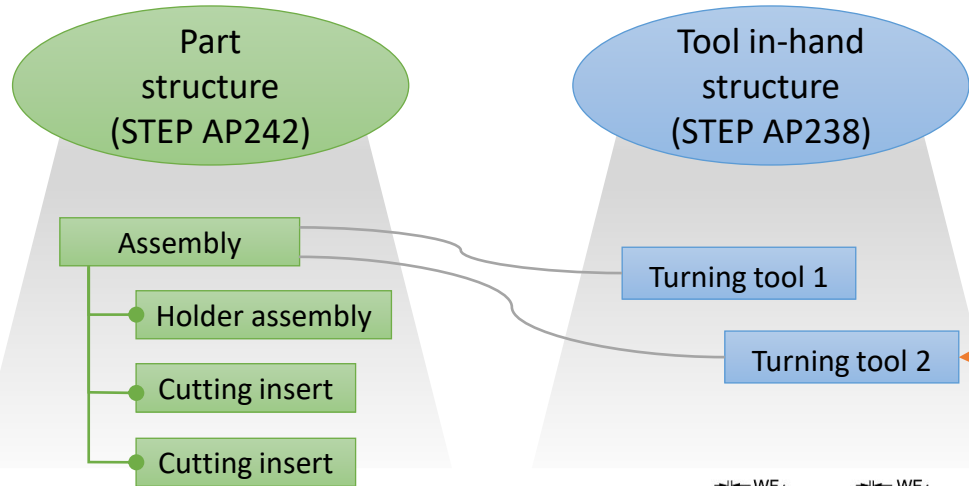 Part
structure
(STEP AP242)
Tool in-hand
structure
(STEP AP238)
Assembly
Holder assembly
Cutting insert
Cutting insert
Turning tool 1
Turning tool 2